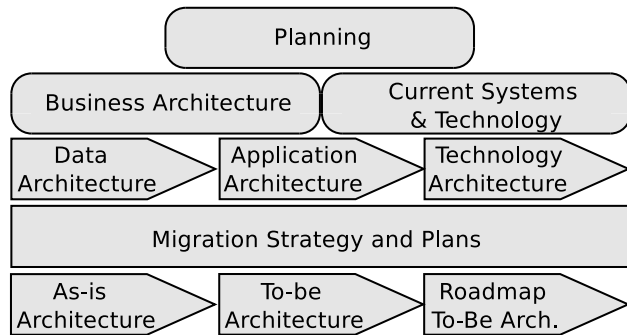 Planning
Business Architecture
Current Systems
& Technology
Data
Architecture
Application
Architecture
Technology
Architecture
Migration Strategy and Plans
As-is
Architecture
To-be
Architecture
Roadmap
To-Be Arch.